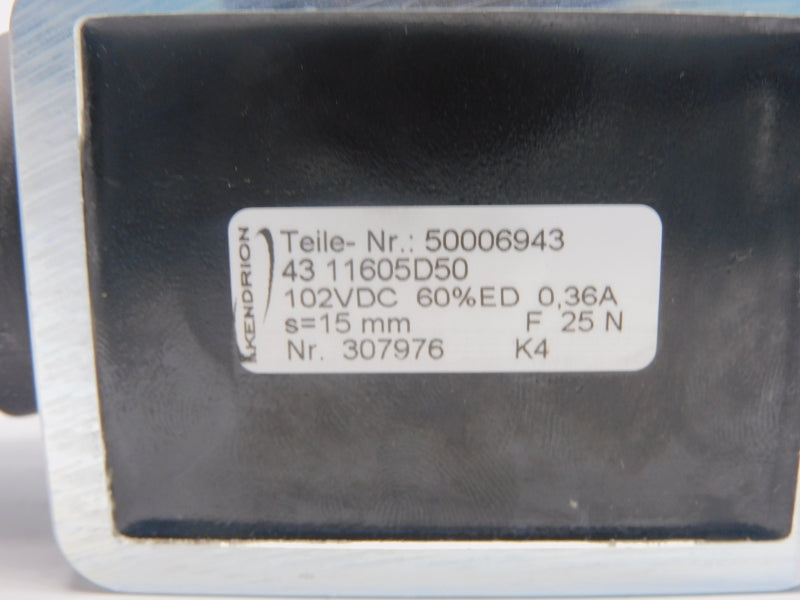 KENDRION
Teile- Nr.: 50006943
43 11605D50
102VDC 60%ED 0,36A
s=15 mm F 25 N
Nr. 307976 K4